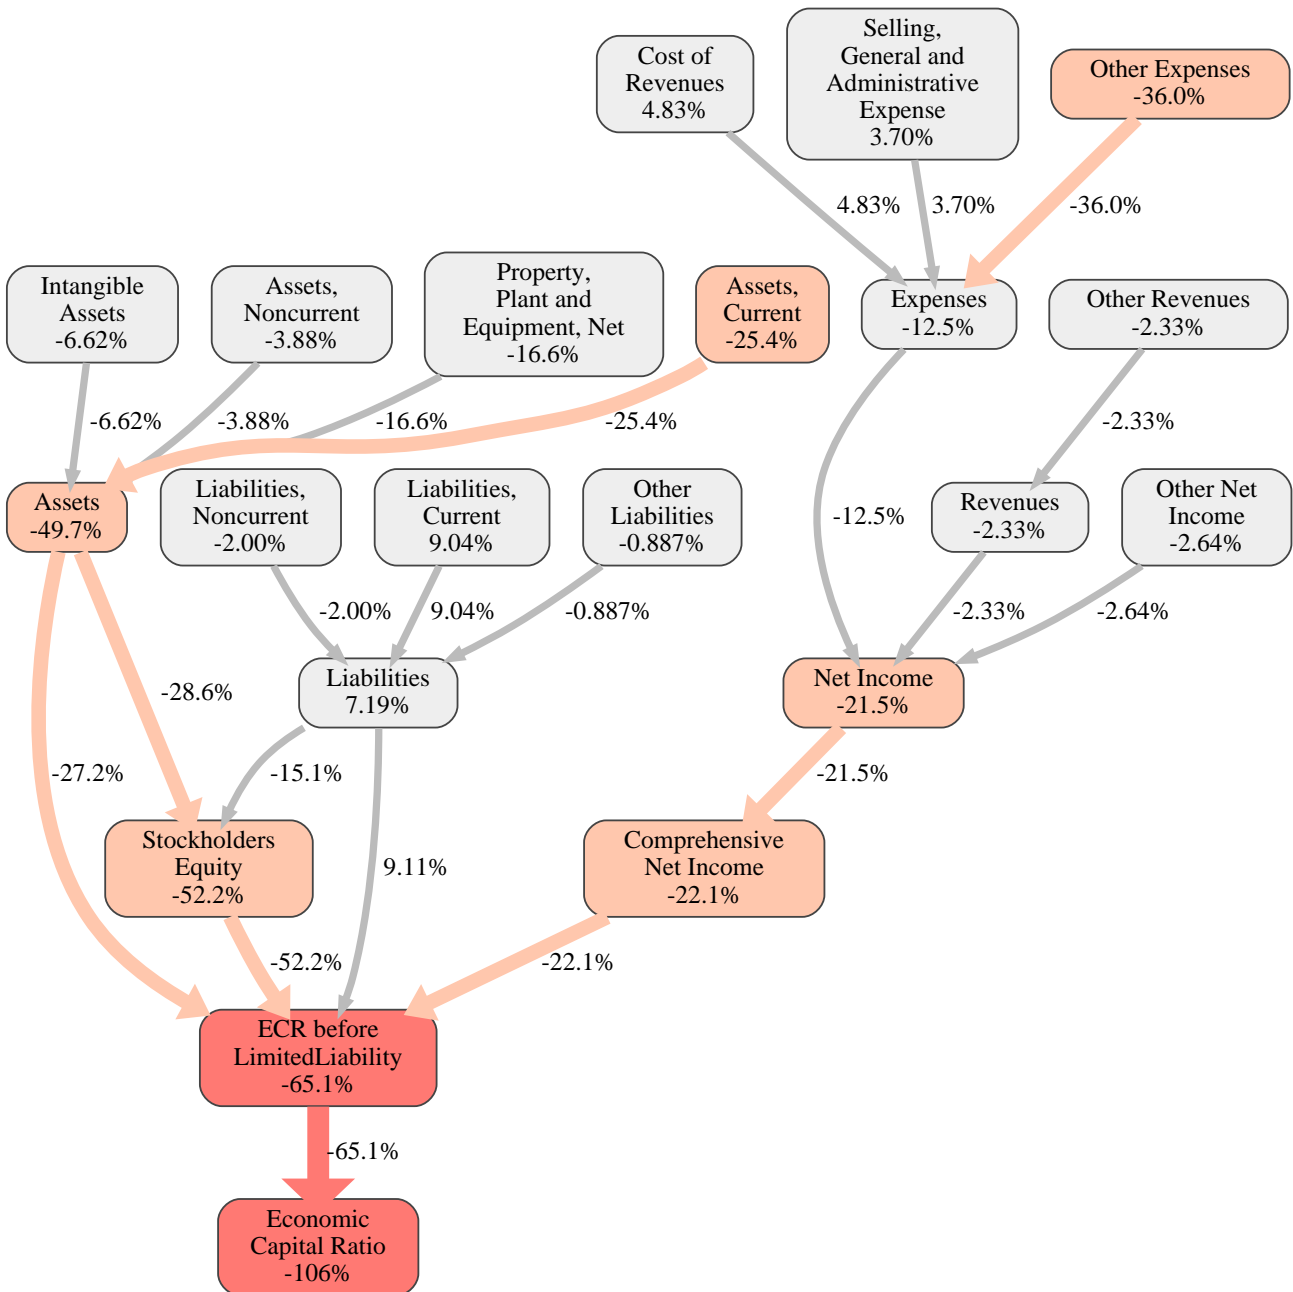 Cost of
Revenues
4.83%
Selling,
General and
Administrative
Expense
3.70%
Other Expenses
-36.0%
4.83%
3.70%
-36.0%
Intangible
Assets
-6.62%
Assets,
Noncurrent
-3.88%
Property,
Plant and
Equipment, Net
-16.6%
Assets,
Current
-25.4%
Expenses
-12.5%
Other Revenues
-2.33%
-6.62%
-3.88%
-16.6%
-25.4%
-2.33%
Assets
-49.7%
Liabilities,
Noncurrent
-2.00%
Liabilities,
Current
9.04%
Other
Liabilities
-0.887%
-12.5%
Revenues
-2.33%
Other Net
Income
-2.64%
-2.00%
9.04%
-0.887%
-2.33%
-2.64%
-28.6%
Liabilities
7.19%
Net Income
-21.5%
-27.2%
-15.1%
-21.5%
Stockholders
Equity
-52.2%
9.11%
Comprehensive
Net Income
-22.1%
-52.2%
-22.1%
ECR before
LimitedLiability
-65.1%
-65.1%
Economic
Capital Ratio
-106%